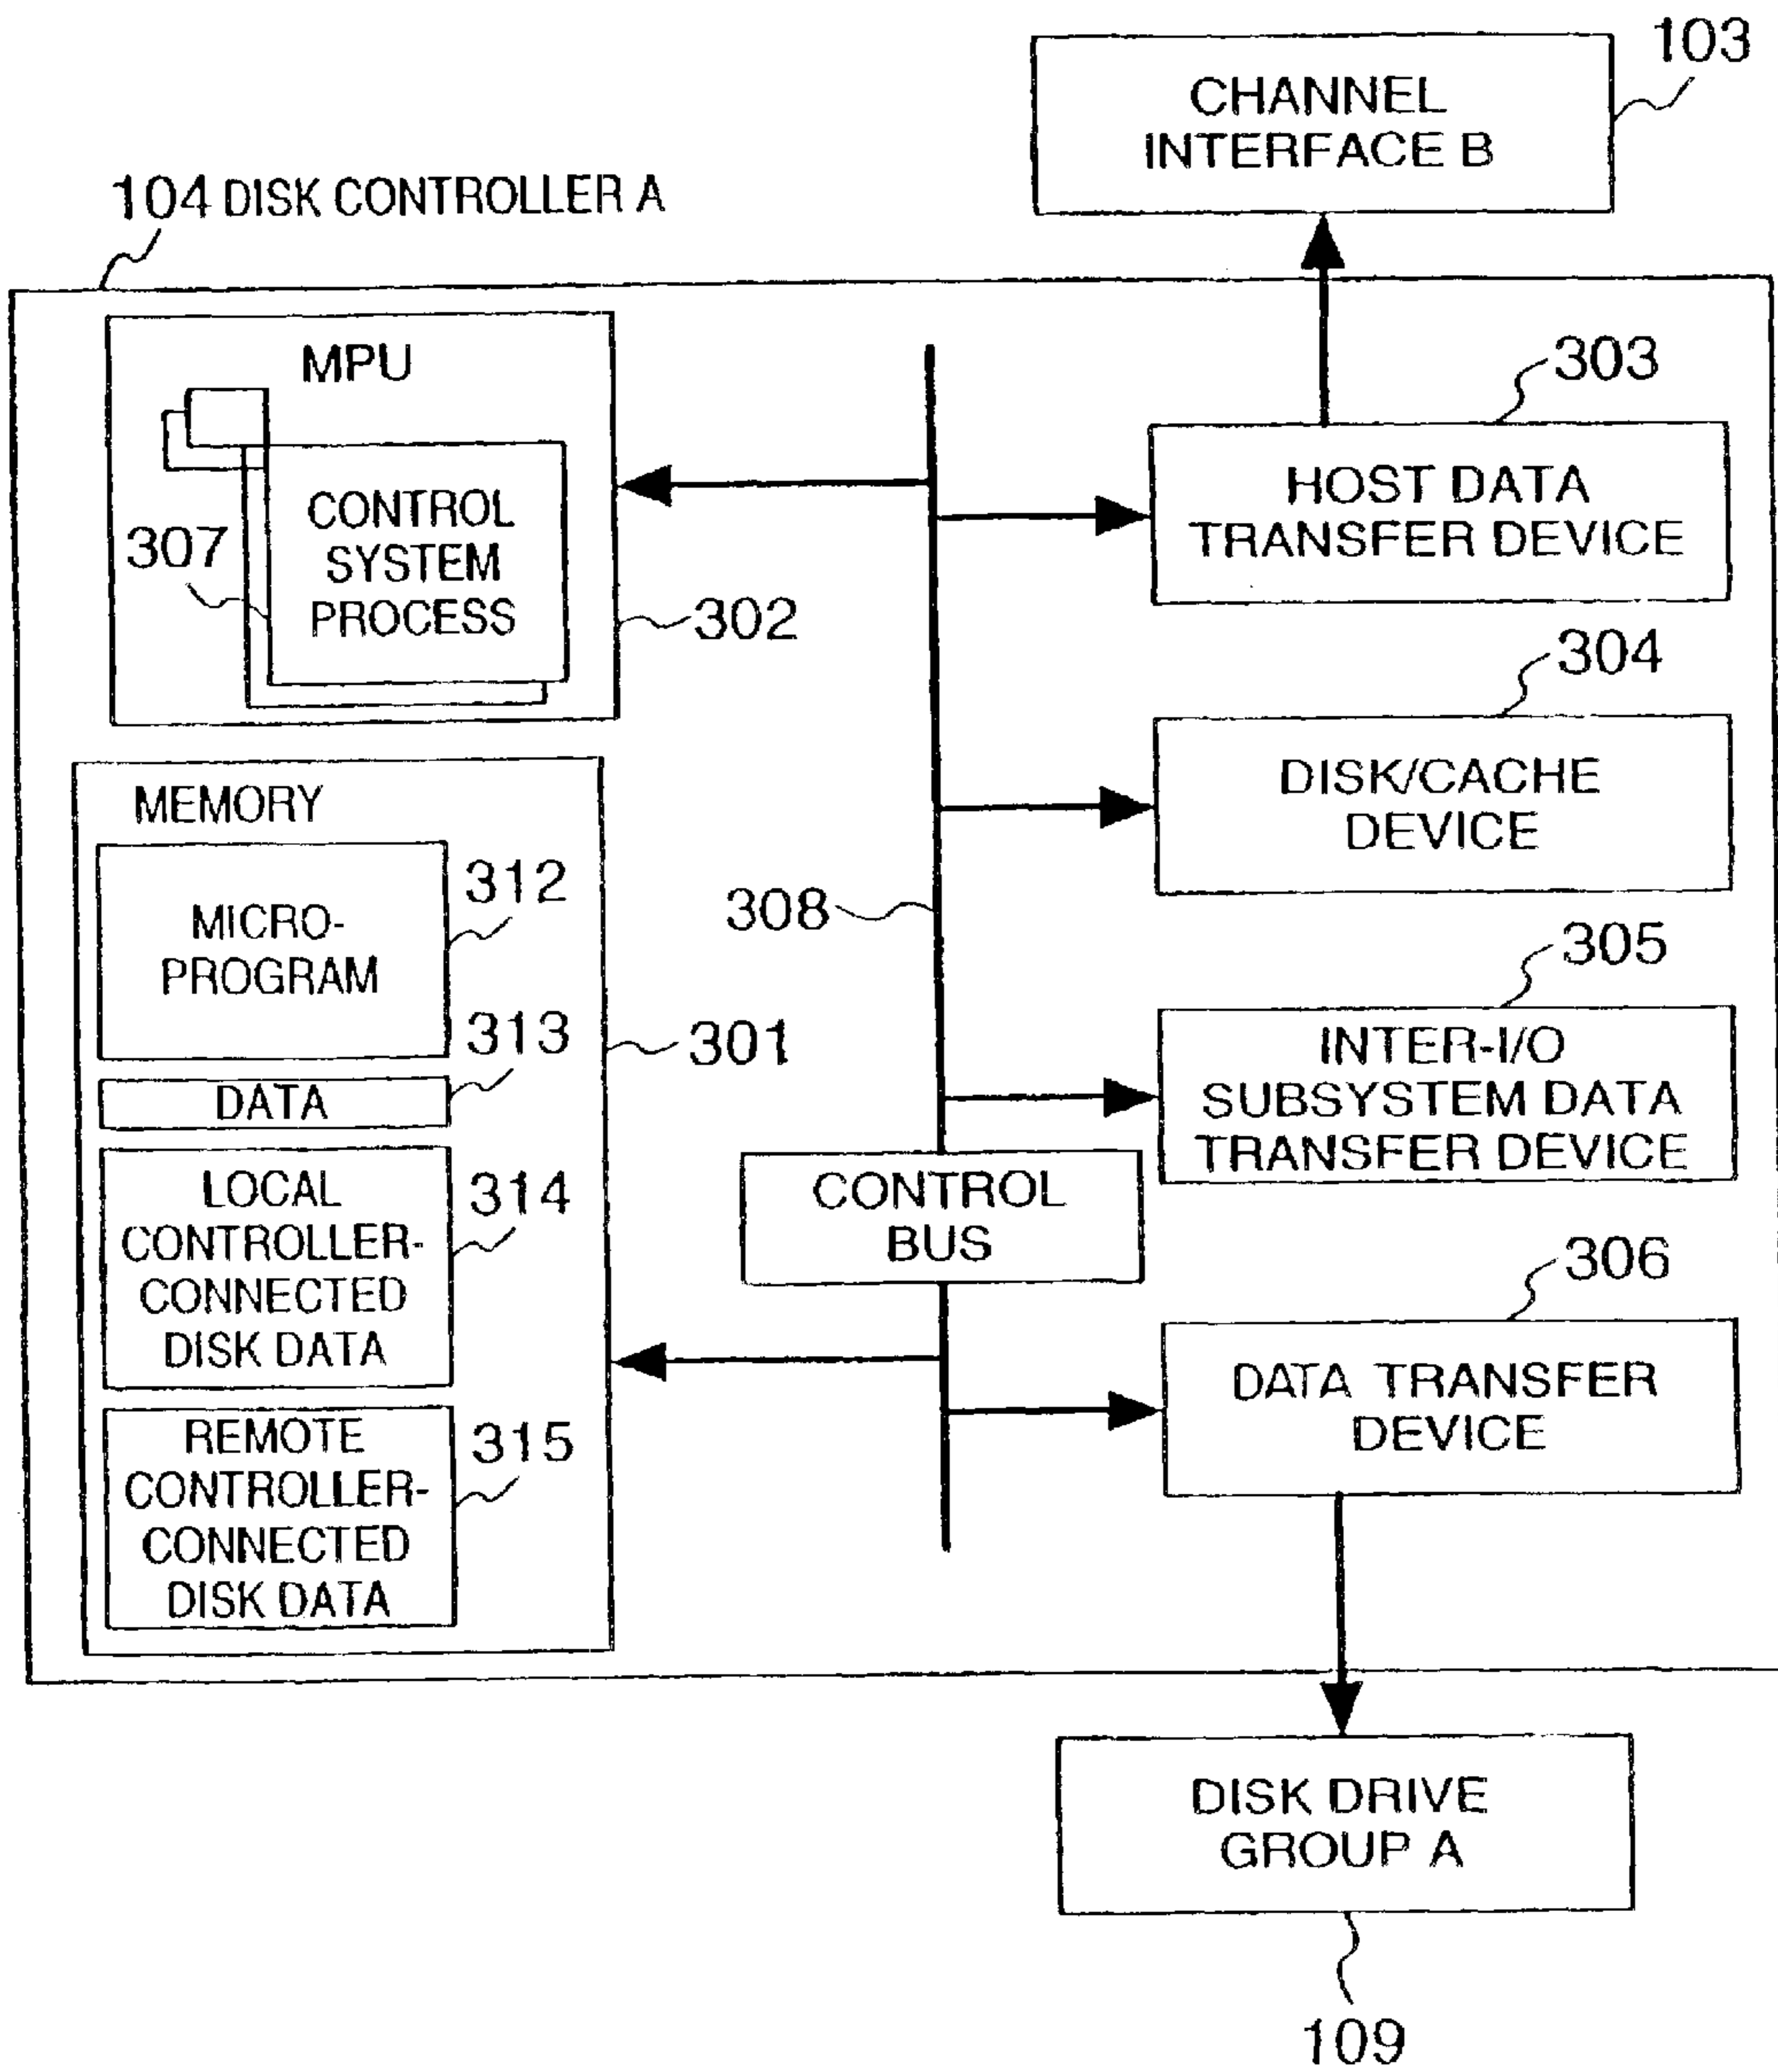 103
CHANNEL
INTERFACE B
104 DISK CONTROLLER A
MPU
CONTROL
SYSTEM
PROCESS
307
302
303
HOST DATA
TRANSFER DEVICE
304
DISK/CACHE
DEVICE
MEMORY
MICRO-
PROGRAM
312
313
DATA
301
LOCAL
CONTROLLER-
CONNECTED
DISK DATA
314
REMOTE
CONTROLLER-
CONNECTED
DISK DATA
315
308
305
INTER-I/O
SUBSYSTEM DATA
TRANSFER DEVICE
CONTROL
BUS
306
DATA TRANSFER
DEVICE
DISK DRIVE
GROUP A
109